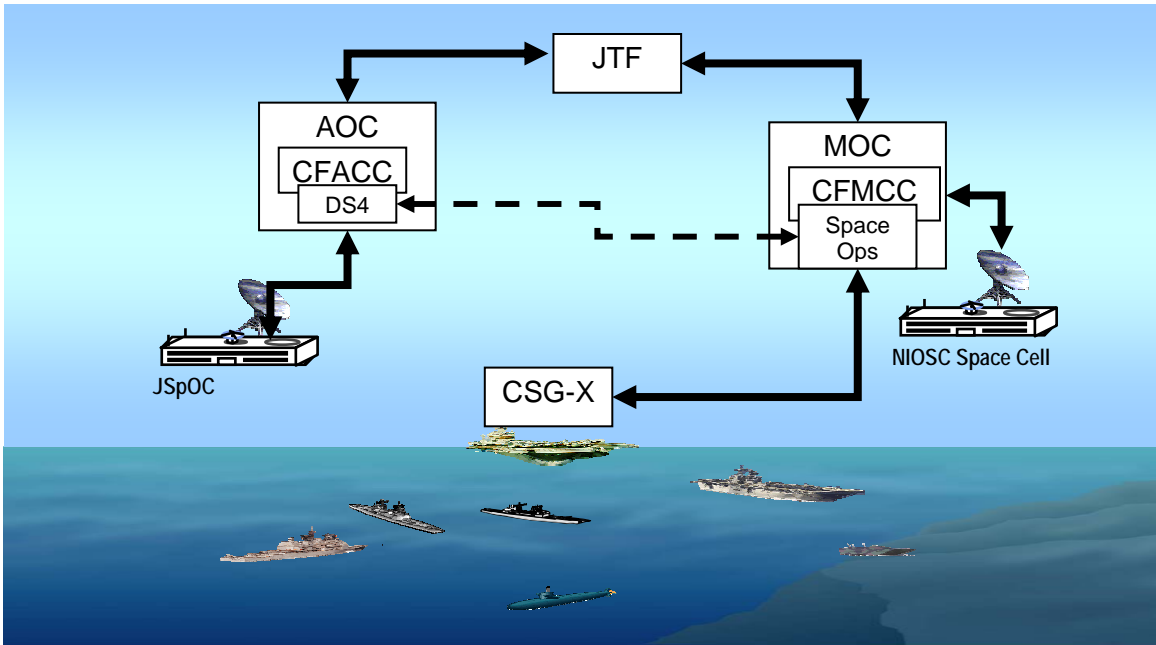 JTF
AOC
CFACC
DS4
MOC
CFMCC
Space
Ops
JSpOC
NIOSC Space Cell
CSG-X